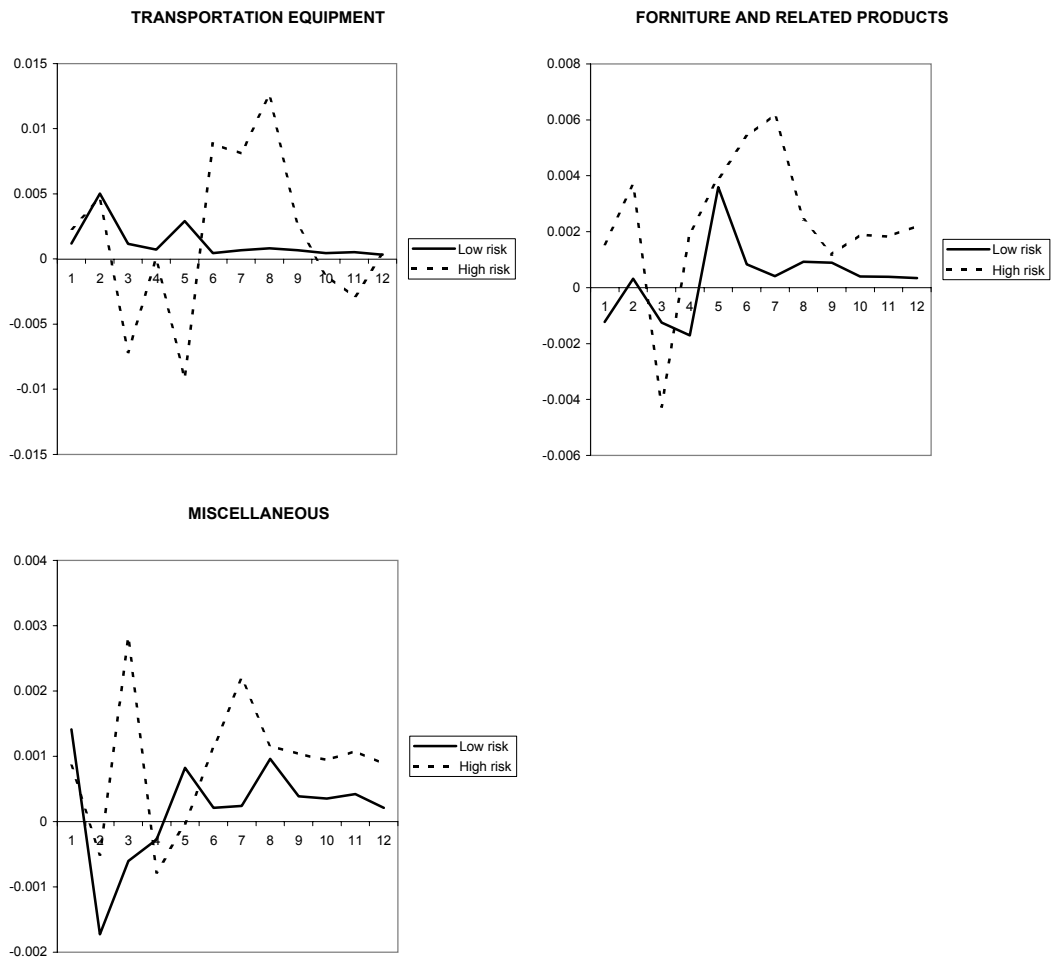 TRANSPORTATION EQUIPMENT
0.015
0.01
0.005
0
-0.005
-0.01
-0.015
1 2 3 4 5 6 7 8 9 10 11 12
Low risk
High risk
FORNITURE AND RELATED PRODUCTS
0.008
0.006
0.004
0.002
0
-0.002
-0.004
-0.006
1 2 3 4 5 6 7 8 9 10 11 12
Low risk
High risk
MISCELLANEOUS
0.004
0.003
0.002
0.001
0
-0.001
-0.002
1 2 3 4 5 6 7 8 9 10 11 12
Low risk
High risk